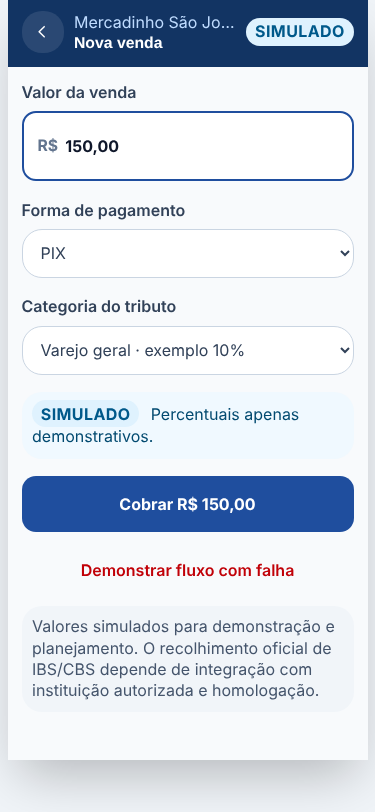 Mercadinho São Jo...
SIMULADO
Nova venda
Valor da venda
R$ 150,00
Forma de pagamento
PIX
Categoria do tributo
Varejo geral · exemplo 10%
SIMULADO Percentuais apenas
demonstrativos.
Cobrar R$ 150,00
Demonstrar fluxo com falha
Valores simulados para demonstração e
planejamento. O recolhimento oficial de
IBS/CBS depende de integração com
instituição autorizada e homologação.